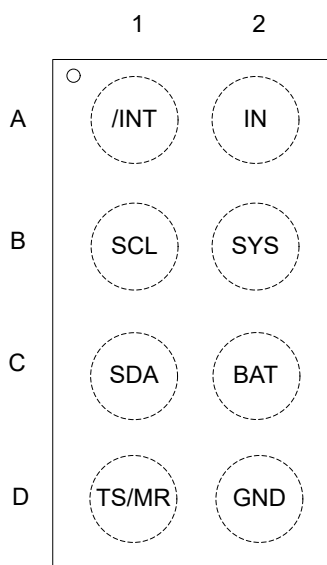 1 2
A /INT IN
B SCL SYS
C SDA BAT
D TS/MR GND